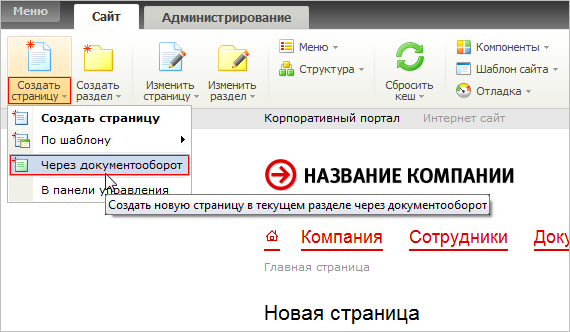 Меню
Сайт
Администрирование
Создать страницу
Создать раздел
Изменить страницу
Изменить раздел
Меню
Структура
Сбросить кеш
Компоненты
Шаблон сайта
Отладка
Создать страницу
По шаблону
Через документооборот
В панели управления
Создать новую страницу в текущем разделе через документооборот
Корпоративный портал
Интернет сайт
НАЗВАНИЕ КОМПАНИИ
Компания
Сотрудники
Доку
Главная страница
Новая страница